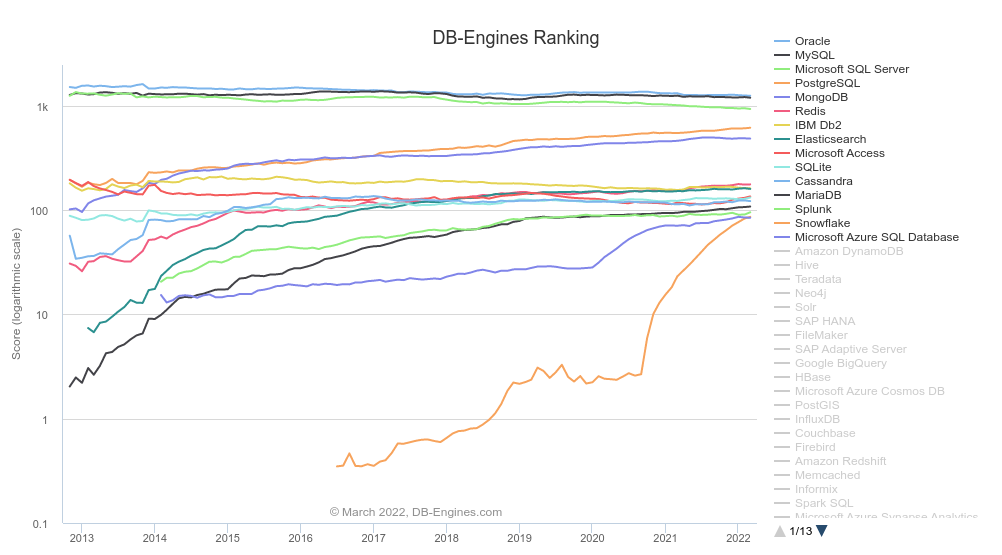 DB-Engines Ranking
Score (logarithmic scale)
1k
100
10
1
0.1
2013
2014
2015
2016
2017
2018
2019
2020
2021
2022
© March 2022, DB-Engines.com
Oracle
MySQL
Microsoft SQL Server
PostgreSQL
MongoDB
Redis
IBM Db2
Elasticsearch
Microsoft Access
SQLite
Cassandra
MariaDB
Splunk
Snowflake
Microsoft Azure SQL Database
Amazon DynamoDB
Hive
Teradata
Neo4j
Solr
SAP HANA
FileMaker
SAP Adaptive Server
Google BigQuery
HBase
Microsoft Azure Cosmos DB
PostGIS
InfluxDB
Couchbase
Firebird
Amazon Redshift
Memcached
Informix
Spark SQL
Microsoft Azure Synapse Analytics
1/13